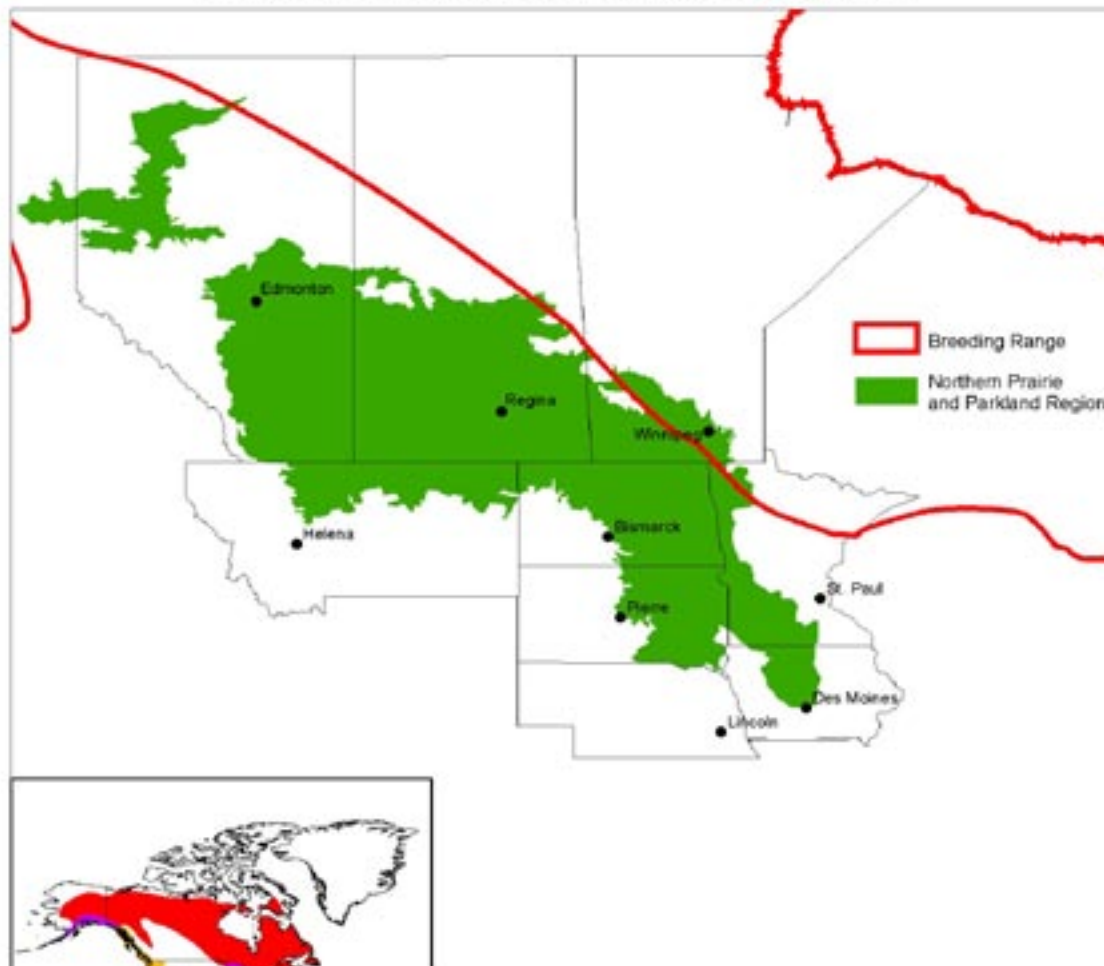 Edmonton
Breeding Range
Northern Prairie
and Parkland Region
Regina
Winnipeg
Bismarck
Helena
St. Paul
Pierre
Des Moines
Lincoln